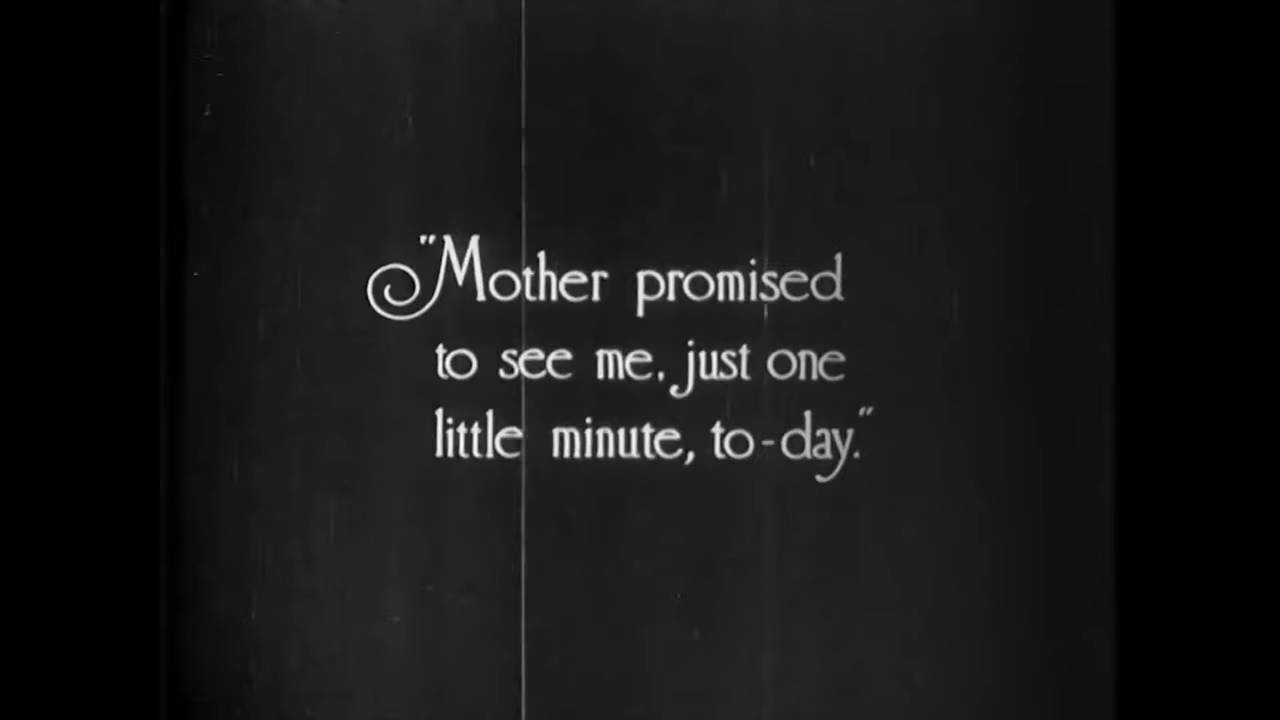 "Mother promised
to see me, just one
little minute, to-day."